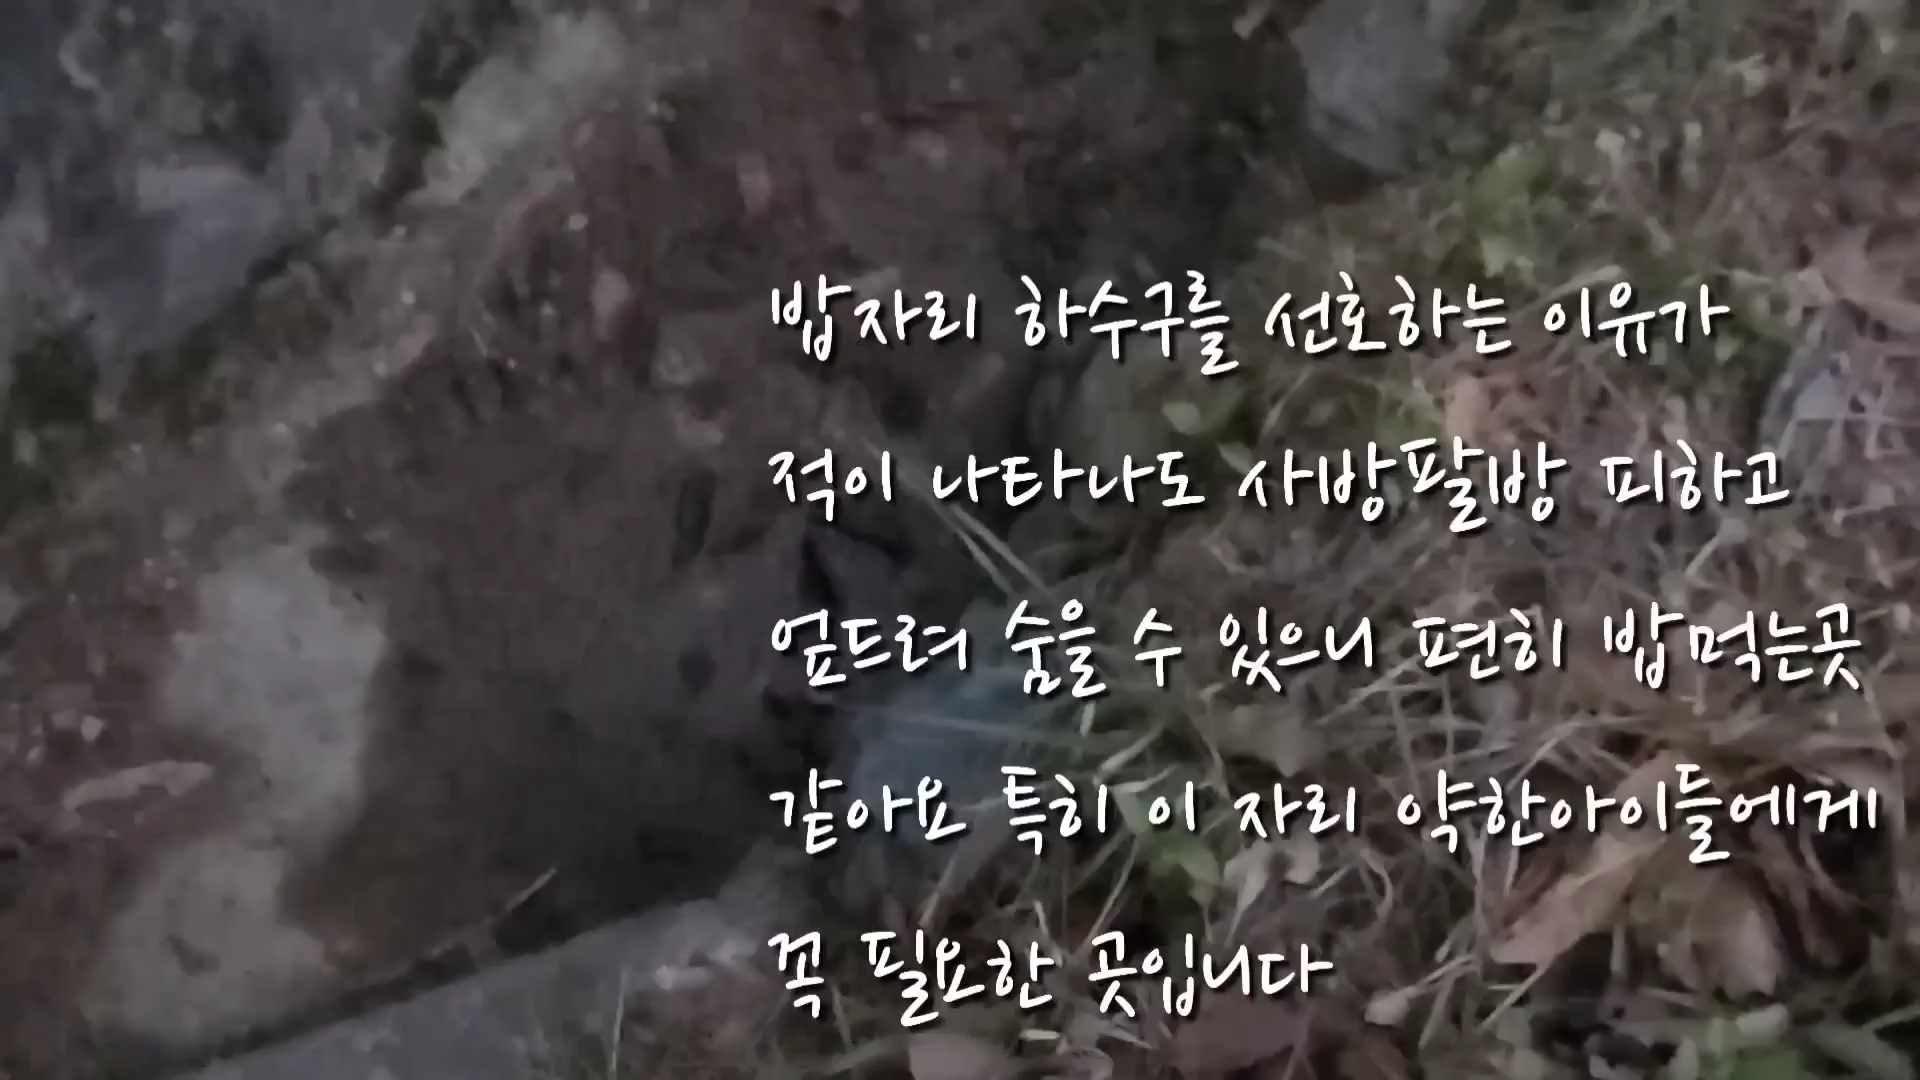 밥자리 하수구를 선호하는 이유가
적이 나타나도 사방팔방 피하고
엎드려 숨을 수 있으니 편히 밥먹는곳
같아요 특히 이 자리 약한아이들에게
꼭 필요한 곳입니다